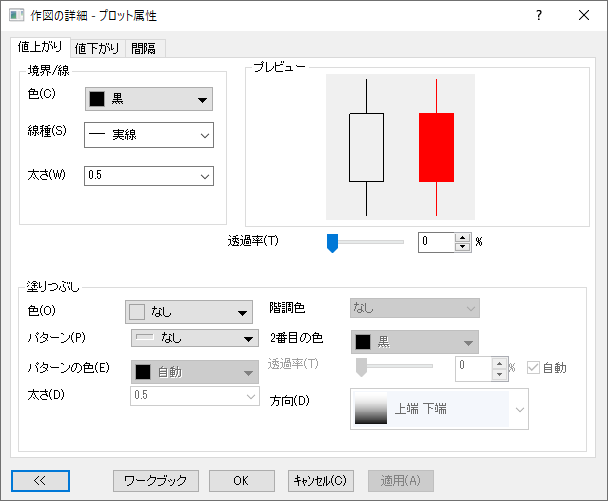 作図の詳細 - プロット属性
?
値上がり 値下がり 間隔
境界/線
色(C) 黒
線種(S) 実線
太さ(W) 0.5
プレビュー
透過率(T) 0 %
塗りつぶし
色(O) なし
パターン(P) なし
パターンの色(E) 自動
太さ(D) 0.5
階調色 なし
2番目の色 黒
透過率(T) 0 % 自動
方向(D) 上端 下端
<< ワークブック OK キャンセル(C) 適用(A)